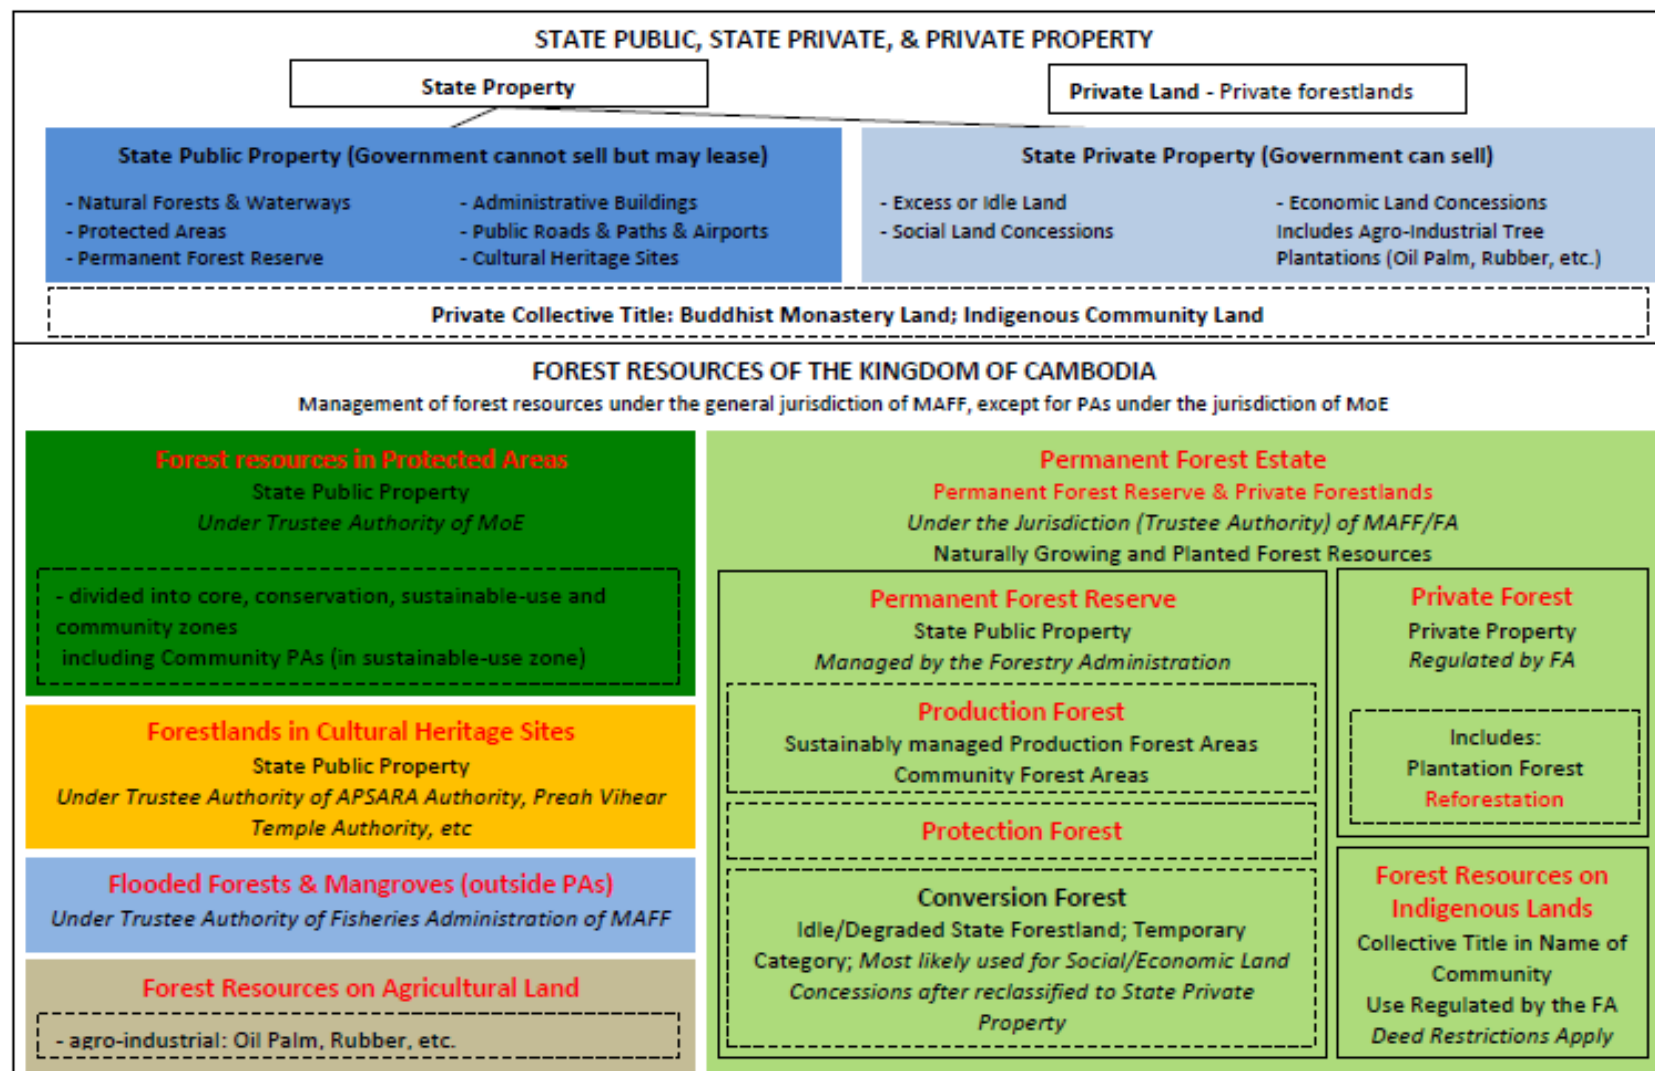 STATE PUBLIC, STATE PRIVATE, & PRIVATE PROPERTY
State Property
Private Land - Private forestlands
State Public Property (Government cannot sell but may lease)
- Natural Forests & Waterways
- Protected Areas
- Permanent Forest Reserve
- Administrative Buildings
- Public Roads & Paths & Airports
- Cultural Heritage Sites
State Private Property (Government can sell)
- Excess or Idle Land
- Social Land Concessions
- Economic Land Concessions
Includes Agro-Industrial Tree
Plantations (Oil Palm, Rubber, etc.)
Private Collective Title: Buddhist Monastery Land; Indigenous Community Land
FOREST RESOURCES OF THE KINGDOM OF CAMBODIA
Management of forest resources under the general jurisdiction of MAFF, except for PAs under the jurisdiction of MoE
Forest resources in Protected Areas
State Public Property
Under Trustee Authority of MoE
- divided into core, conservation, sustainable-use and
community zones
including Community PAs (in sustainable-use zone)
Forestlands in Cultural Heritage Sites
State Public Property
Under Trustee Authority of APSARA Authority, Preah Vihear
Temple Authority, etc
Flooded Forests & Mangroves (outside PAs)
Under Trustee Authority of Fisheries Administration of MAFF
Forest Resources on Agricultural Land
- agro-industrial: Oil Palm, Rubber, etc.
Permanent Forest Estate
Permanent Forest Reserve & Private Forestlands
Under the Jurisdiction (Trustee Authority) of MAFF/FA
Naturally Growing and Planted Forest Resources
Permanent Forest Reserve
State Public Property
Managed by the Forestry Administration
Production Forest
Sustainably managed Production Forest Areas
Community Forest Areas
Protection Forest
Conversion Forest
Idle/Degraded State Forestland; Temporary
Category; Most likely used for Social/Economic Land
Concessions after reclassified to State Private
Property
Private Forest
Private Property
Regulated by FA
Includes:
Plantation Forest
Reforestation
Forest Resources on
Indigenous Lands
Collective Title in Name of
Community
Use Regulated by the FA
Deed Restrictions Apply